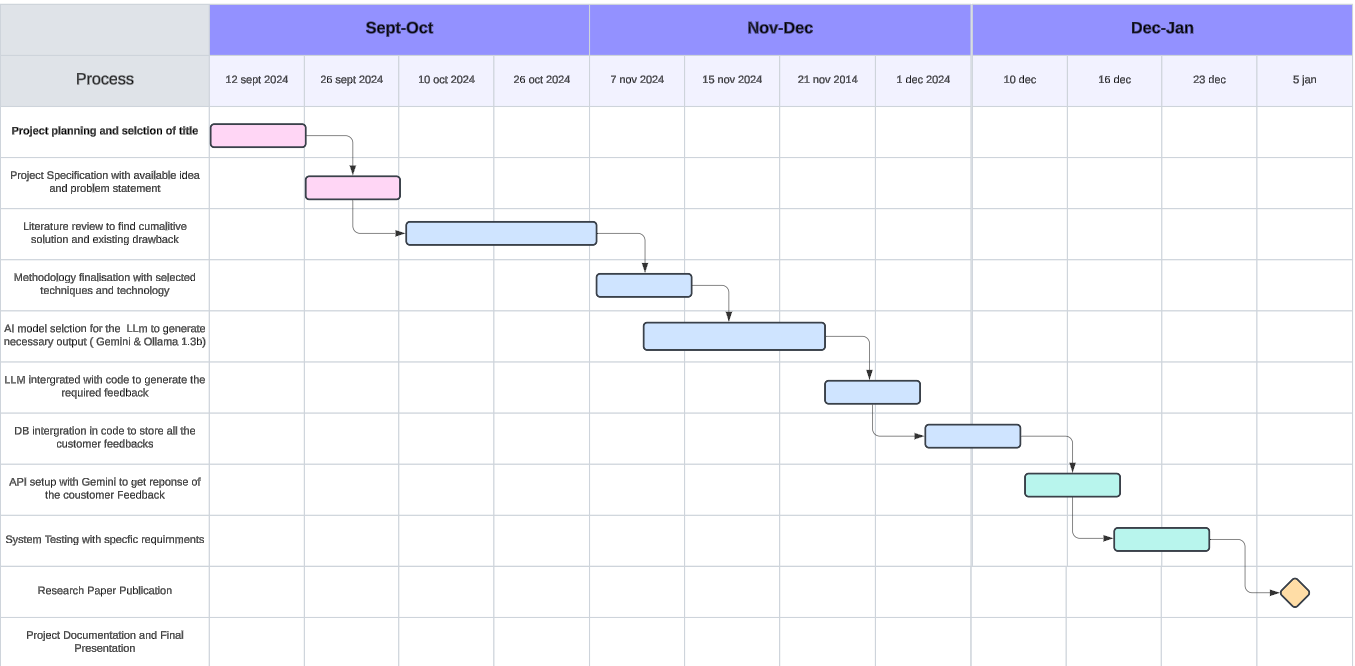 Sept-Oct
Nov-Dec
Dec-Jan
Process
12 sept 2024
26 sept 2024
10 oct 2024
26 oct 2024
7 nov 2024
15 nov 2024
21 nov 2014
1 dec 2024
10 dec
16 dec
23 dec
5 jan
Project planning and selction of title
Project Specification with available idea
and problem statement
Literature review to find cumalitive
solution and existing drawback
Methodology finalisation with selected
techniques and technology
AI model selction for the LLm to generate
necessary output ( Gemini & Ollama 1.3b)
LLM intergrated with code to generate the
required feedback
DB intergration in code to store all the
customer feedbacks
API setup with Gemini to get reponse of
the coustomer Feedback
System Testing with specfic requirnments
Research Paper Publication
Project Documentation and Final
Presentation